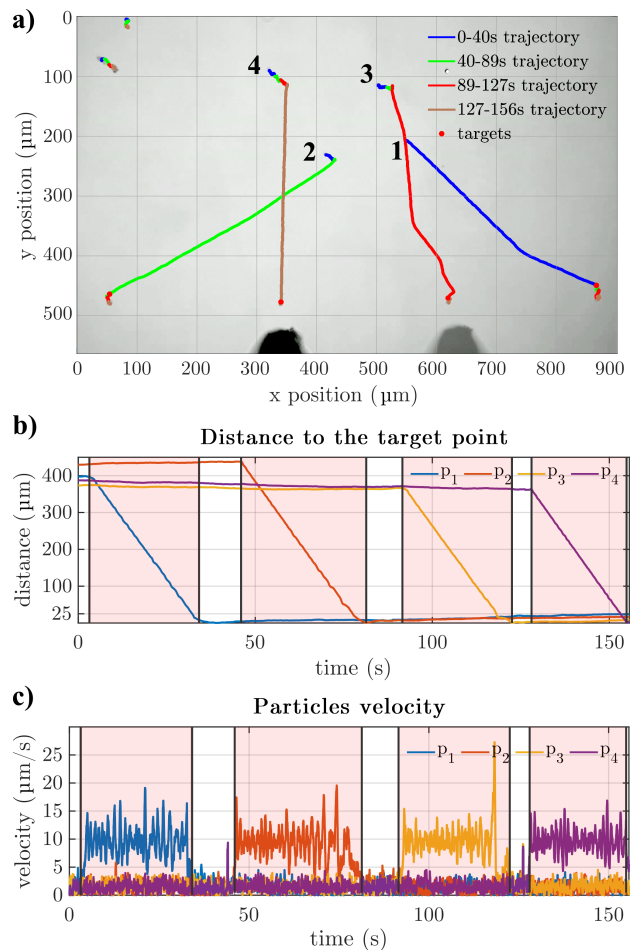 a)
0
100
200
300
400
500
y position (µm)
0-40s trajectory
40-89s trajectory
89-127s trajectory
127-156s trajectory
targets
4
3
2
1
0 100 200 300 400 500 600 700 800 900
x position (µm)
b)
Distance to the target point
400
300
200
100
25
distance (µm)
p1 p2 p3 p4
0 50 100 150
time (s)
c)
Particles velocity
25
20
15
10
5
0
velocity (µm/s)
p1 p2 p3 p4
0 50 100 150
time (s)